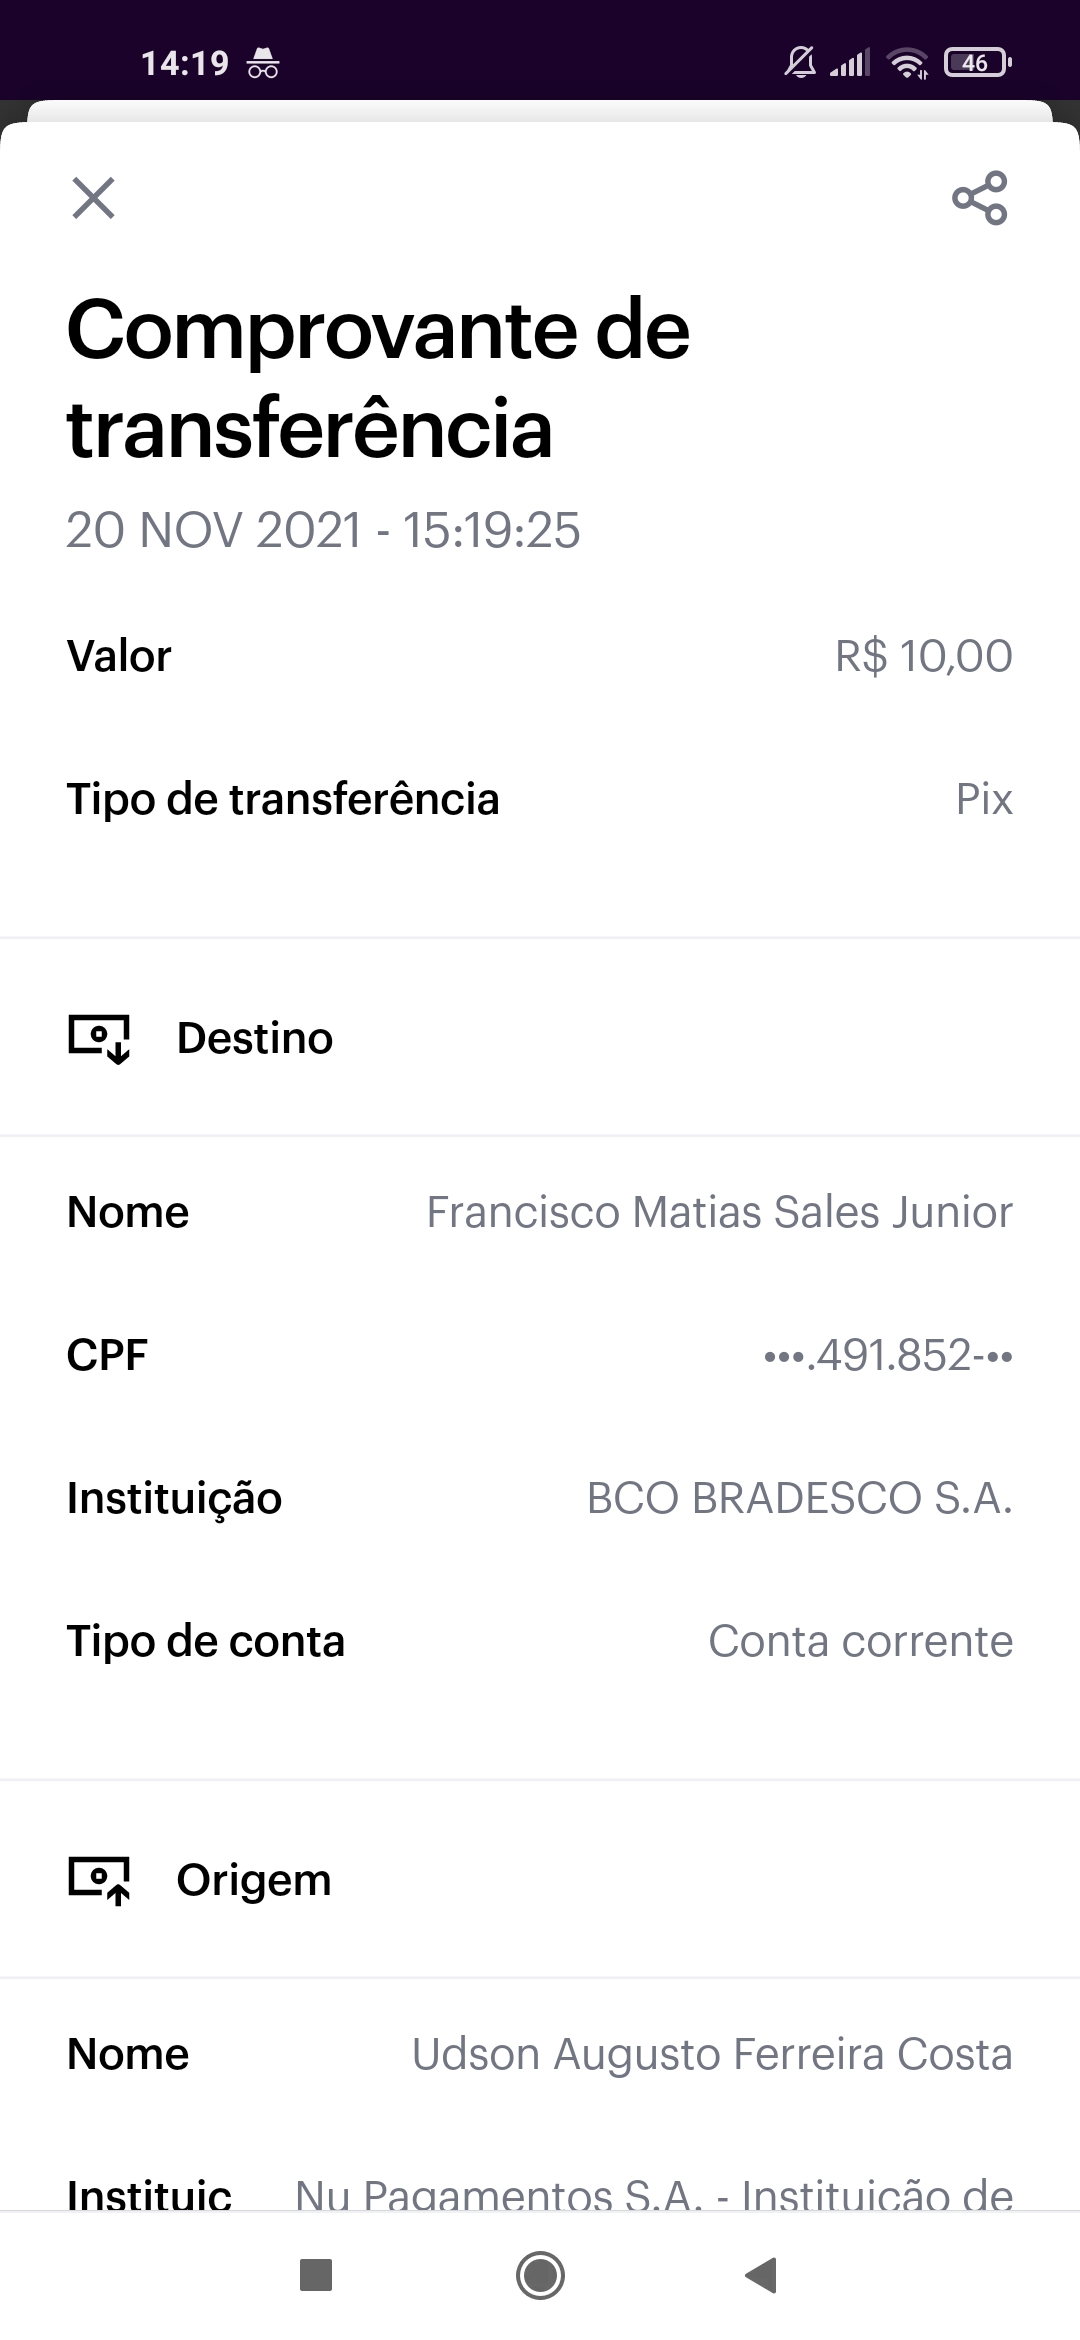 14:19
46
Comprovante de
transferência
20 NOV 2021 - 15:19:25
Valor R$ 10,00
Tipo de transferência Pix
Destino
Nome Francisco Matias Sales Junior
CPF •••.491.852-••
Instituição BCO BRADESCO S.A.
Tipo de conta Conta corrente
Origem
Nome Udson Augusto Ferreira Costa
Instituiç Nu Pagamentos S.A. - Instituição de